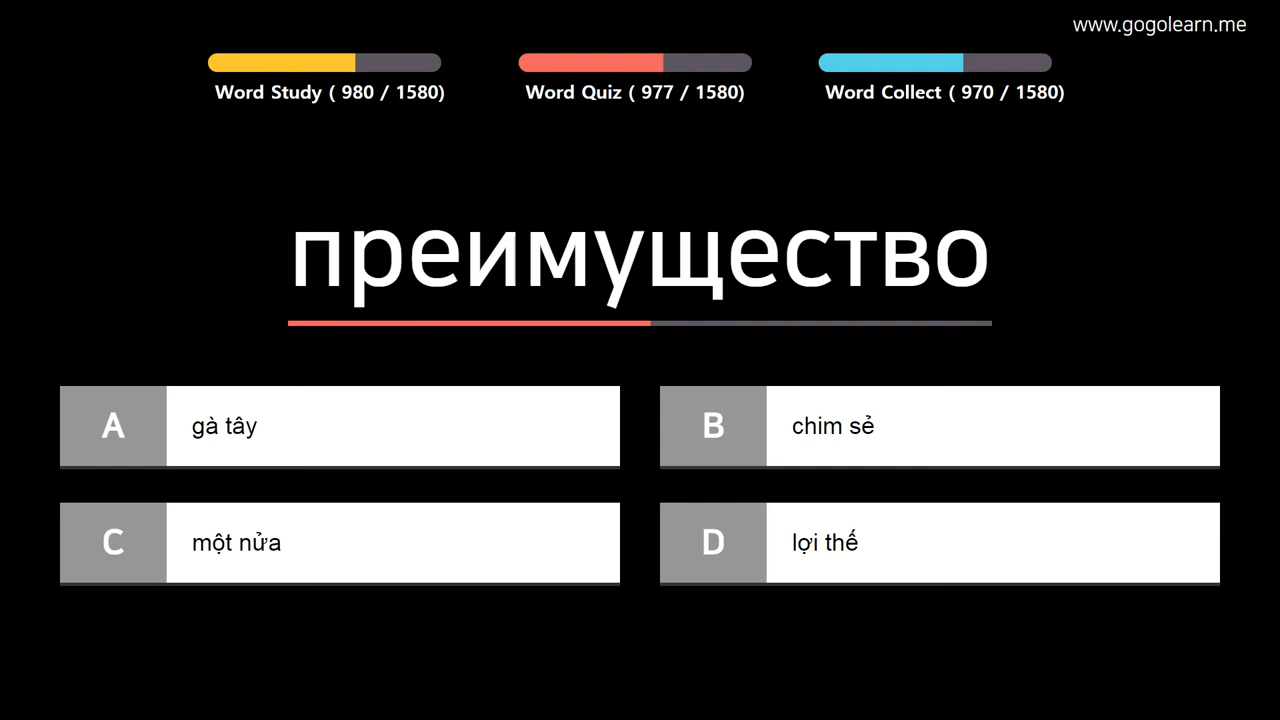 www.gogolearn.me
Word Study ( 980 / 1580)
Word Quiz ( 977 / 1580)
Word Collect ( 970 / 1580)
преимущество
A gà tây
B chim sẻ
C một nửa
D lợi thế